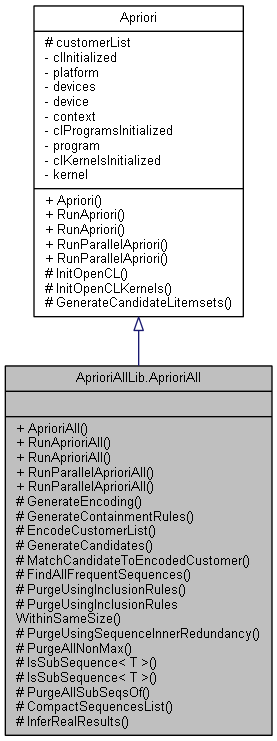 Apriori
# customerList
- clInitialized
- platform
- devices
- device
- context
- clProgramsInitialized
- program
- clKernelsInitialized
- kernel
+ Apriori()
+ RunApriori()
+ RunApriori()
+ RunParallelApriori()
+ RunParallelApriori()
# InitOpenCL()
# InitOpenCLKernels()
# GenerateCandidateLitemsets()
AprioriAllLib.AprioriAll
+ AprioriAll()
+ RunAprioriAll()
+ RunAprioriAll()
+ RunParallelAprioriAll()
+ RunParallelAprioriAll()
# GenerateEncoding()
# GenerateContainmentRules()
# EncodeCustomerList()
# GenerateCandidates()
# MatchCandidateToEncodedCustomer()
# FindAllFrequentSequences()
# PurgeUsingInclusionRules()
# PurgeUsingInclusionRules
WithinSameSize()
# PurgeUsingSequenceInnerRedundancy()
# PurgeAllNonMax()
# IsSubSequence< T >()
# IsSubSequence< T >()
# PurgeAllSubSeqsOf()
# CompactSequencesList()
# InferRealResults()